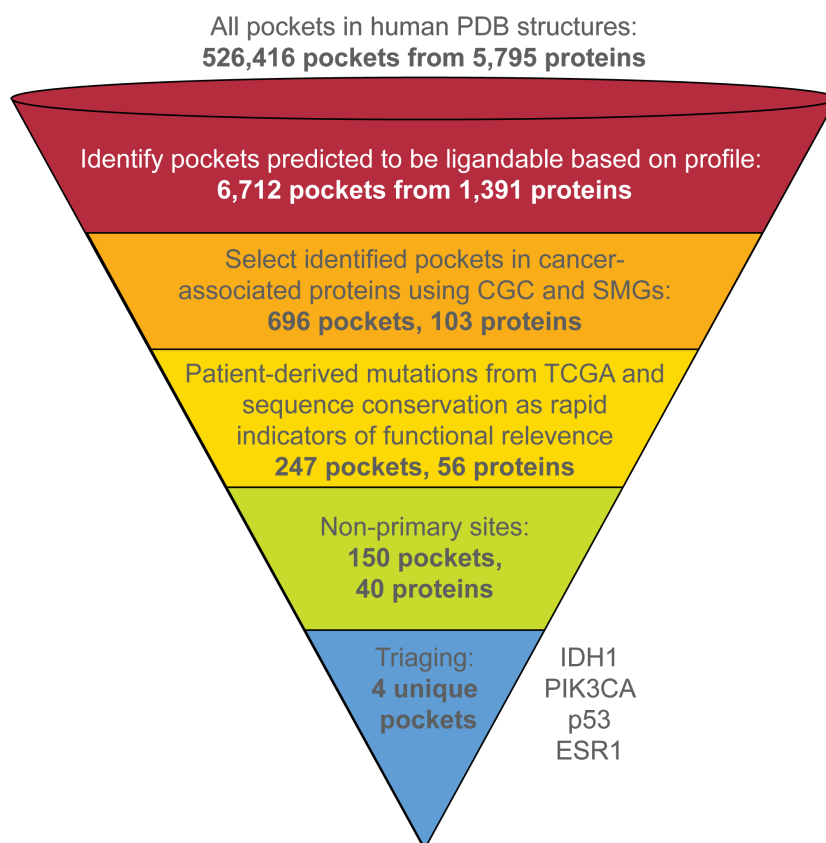 All pockets in human PDB structures:
526,416 pockets from 5,795 proteins
Identify pockets predicted to be ligandable based on profile:
6,712 pockets from 1,391 proteins
Select identified pockets in cancer-
associated proteins using CGC and SMGs:
696 pockets, 103 proteins
Patient-derived mutations from TCGA and
sequence conservation as rapid
indicators of functional relevence
247 pockets, 56 proteins
Non-primary sites:
150 pockets,
40 proteins
Triaging:
4 unique
pockets
IDH1
PIK3CA
p53
ESR1